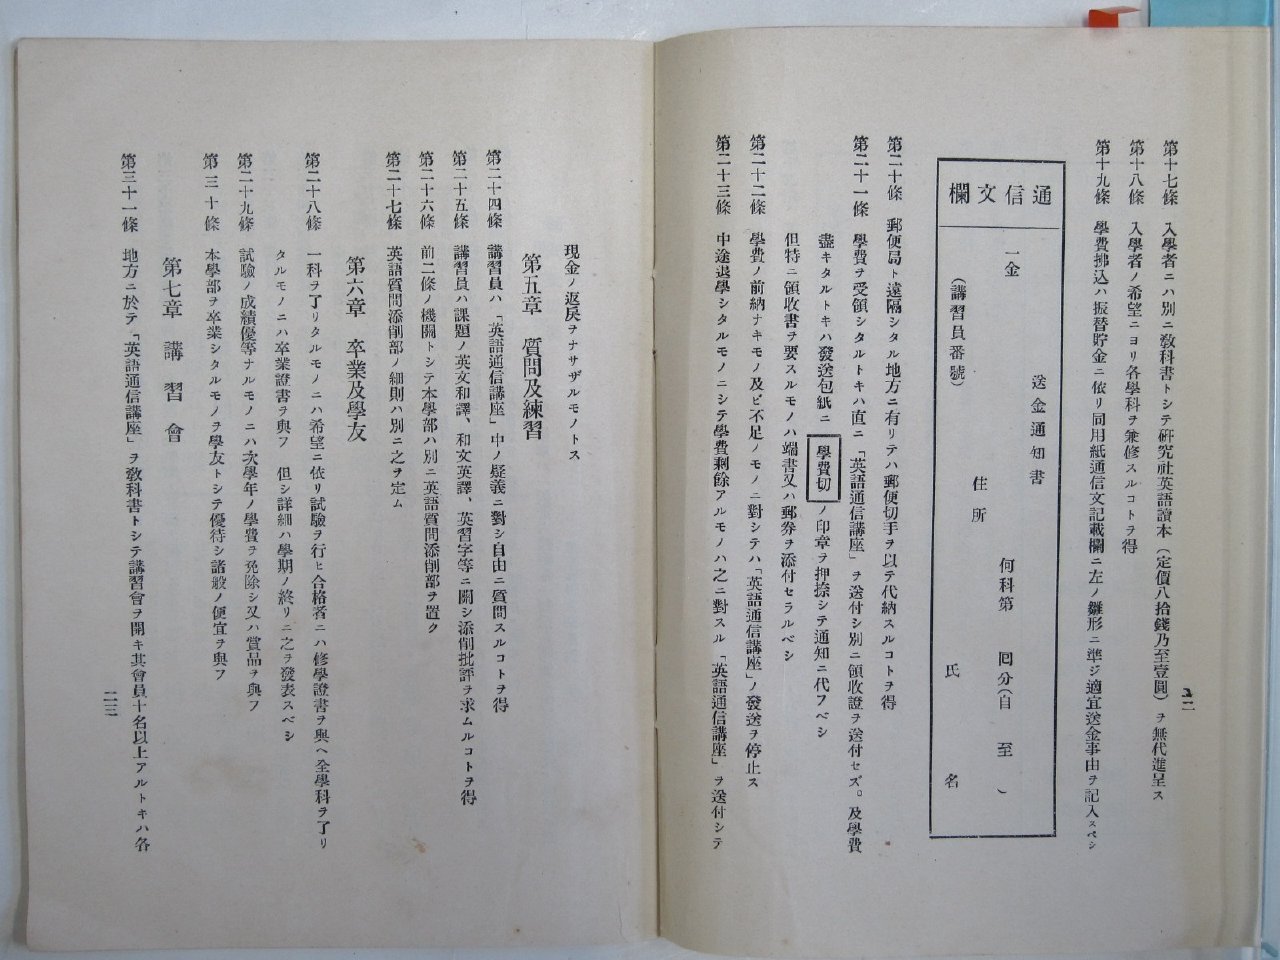 二二
第十七條　入學者ニハ別ニ敎科書トシテ硏究社英語讀本（定價八拾錢乃至壹圓）ヲ無代進呈ス
第十八條　入學者ノ希望ニヨリ各學科ヲ兼修スルコトヲ得
第十九條　學費拂込ハ振替貯金ニ依リ同用紙通信文記載欄ニ左ノ雛形ニ準ジ適宜送金事由ヲ記入スベシ
通信文欄
送金通知書
一金　何科第　回分（自　至　）
住所
（講習員番號）　氏　名
第二十條　郵便局ト遠隔シタル地方ニ有リテハ郵便切手ヲ以テ代納スルコトヲ得
第二十一條　學費ヲ受領シタルトキハ直ニ「英語通信講座」ヲ送付シ別ニ領收證ヲ送付セズ。及學費
盡キタルトキハ發送包紙ニ 學費切 ノ印章ヲ押捺シテ通知ニ代フベシ
但特ニ領收書ヲ要スルモノハ端書又ハ郵劵ヲ添付セラルベシ
第二十二條　學費ノ前納ナキモノ及ビ不足ノモノニ對シテハ「英語通信講座」ノ發送ヲ停止ス
第二十三條　中途退學シタルモノニシテ學費剩餘アルモノハ之ニ對スル「英語通信講座」ヲ送付シテ
現金ノ返戾ヲナサザルモノトス
第五章　質問及練習
第二十四條　講習員ハ「英語通信講座」中ノ疑義ニ對シ自由ニ質問スルコトヲ得
第二十五條　講習員ハ課題ノ英文和譯、和文英譯、英習字等ニ關シ添削批評ヲ求ムルコトヲ得
第二十六條　前二條ノ機關トシテ本學部ハ別ニ英語質問添削部ヲ置ク
第二十七條　英語質問添削部ノ細則ハ別ニ之ヲ定ム
第六章　卒業及學友
第二十八條　一科ヲ了リタルモノニハ希望ニ依リ試驗ヲ行ヒ合格者ニハ修學證書ヲ與ヘ全學科ヲ了リ
タルモノニハ卒業證書ヲ與フ　但シ詳細ハ學期ノ終リニ之ヲ發表スベシ
第二十九條　試驗ノ成績優等ナルモノニハ次學年ノ學費ヲ免除シ又ハ賞品ヲ與フ
第三十條　本學部ヲ卒業シタルモノヲ學友トシテ優待シ諸般ノ便宜ヲ與フ
第七章　講習會
第三十一條　地方ニ於テ「英語通信講座」ヲ敎科書トシテ講習會ヲ開キ其會員十名以上アルトキハ各
二三